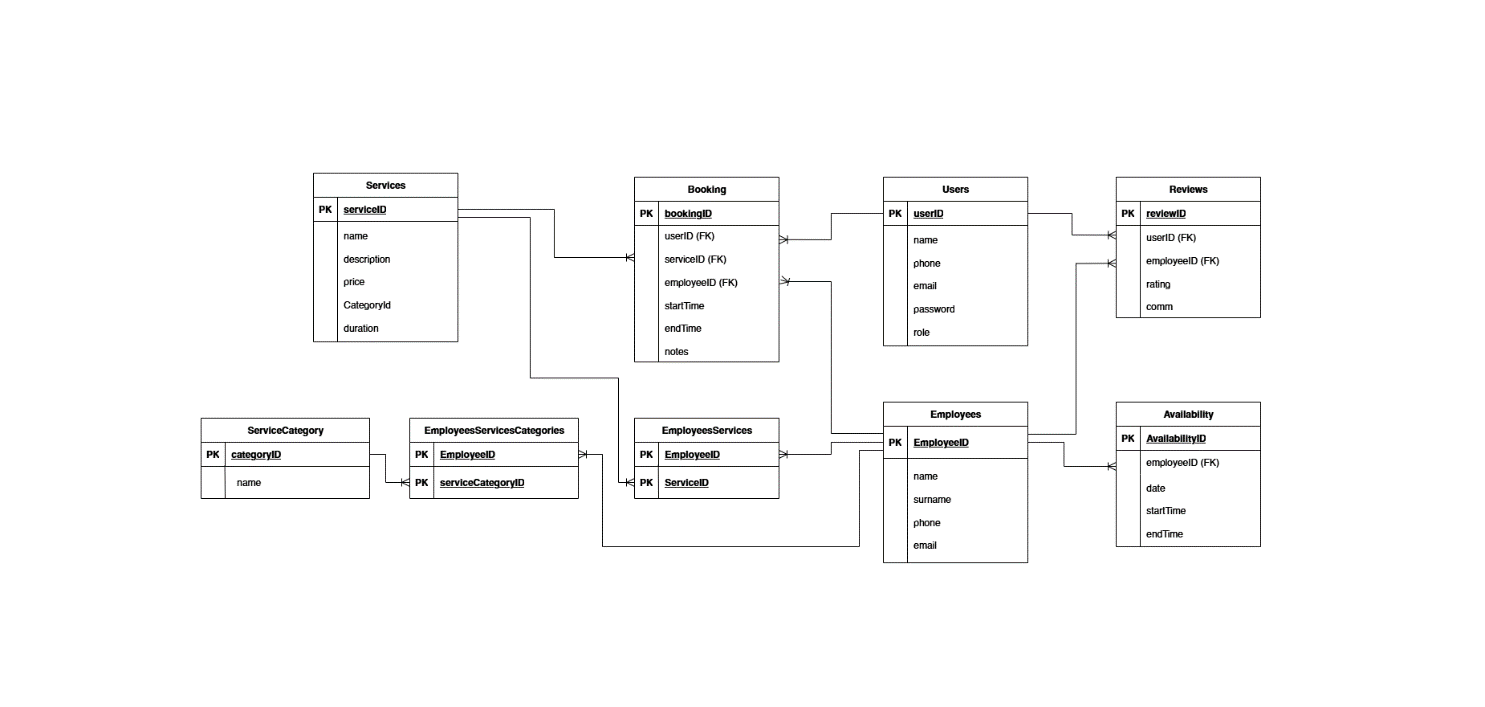 Services
PK serviceID
name
description
price
CategoryId
duration
Booking
PK bookingID
userID (FK)
serviceID (FK)
employeeID (FK)
startTime
endTime
notes
Users
PK userID
name
phone
email
password
role
Reviews
PK reviewID
userID (FK)
employeeID (FK)
rating
comm
ServiceCategory
PK categoryID
name
EmployeesServicesCategories
PK EmployeeID
PK serviceCategoryID
EmployeesServices
PK EmployeeID
PK ServiceID
Employees
PK EmployeeID
name
surname
phone
email
Availability
PK AvailabilityID
employeeID (FK)
date
startTime
endTime